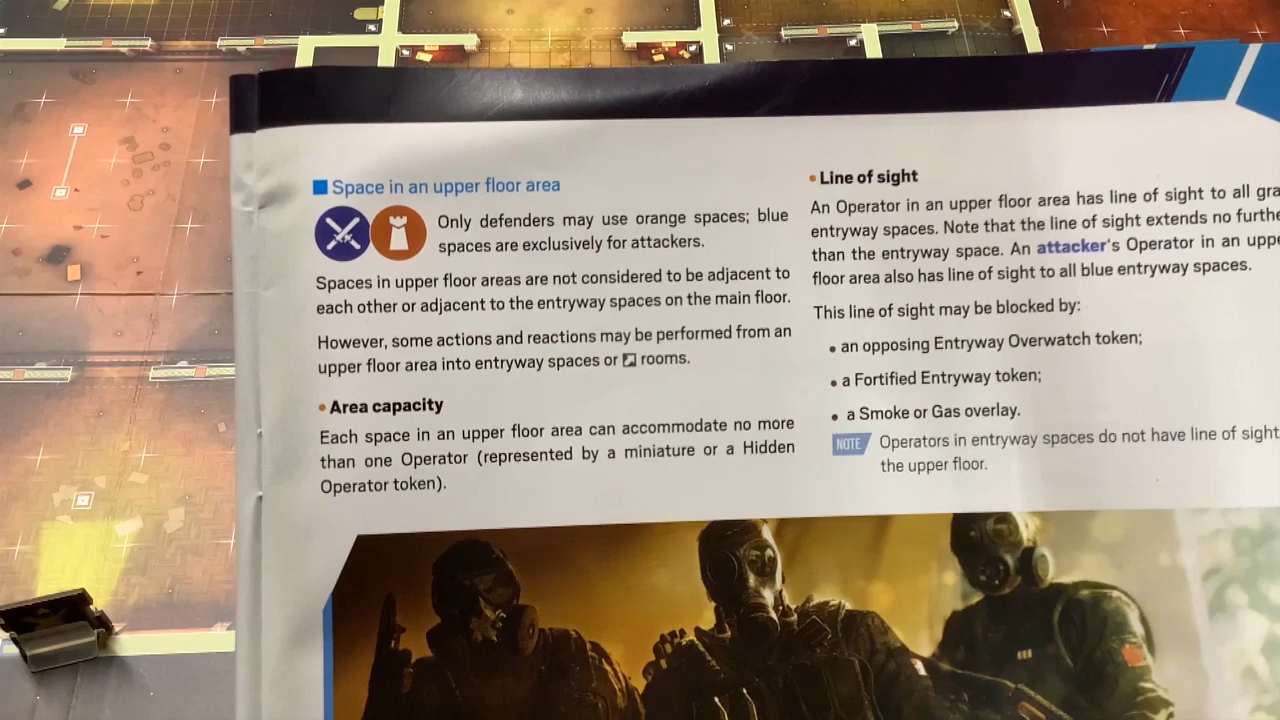 Space in an upper floor area
Only defenders may use orange spaces; blue
spaces are exclusively for attackers.
Spaces in upper floor areas are not considered to be adjacent to
each other or adjacent to the entryway spaces on the main floor.
However, some actions and reactions may be performed from an
upper floor area into entryway spaces or rooms.
• Area capacity
Each space in an upper floor area can accommodate no more
than one Operator (represented by a miniature or a Hidden
Operator token).
• Line of sight
An Operator in an upper floor area has line of sight to all
entryway spaces. Note that the line of sight extends no
than the entryway space. An attacker's Operator in an
floor area also has line of sight to all blue entryway spaces.
This line of sight may be blocked by:
• an opposing Entryway Overwatch token;
• a Fortified Entryway token;
• a Smoke or Gas overlay.
NOTE Operators in entryway spaces do not have line of sight
the upper floor.